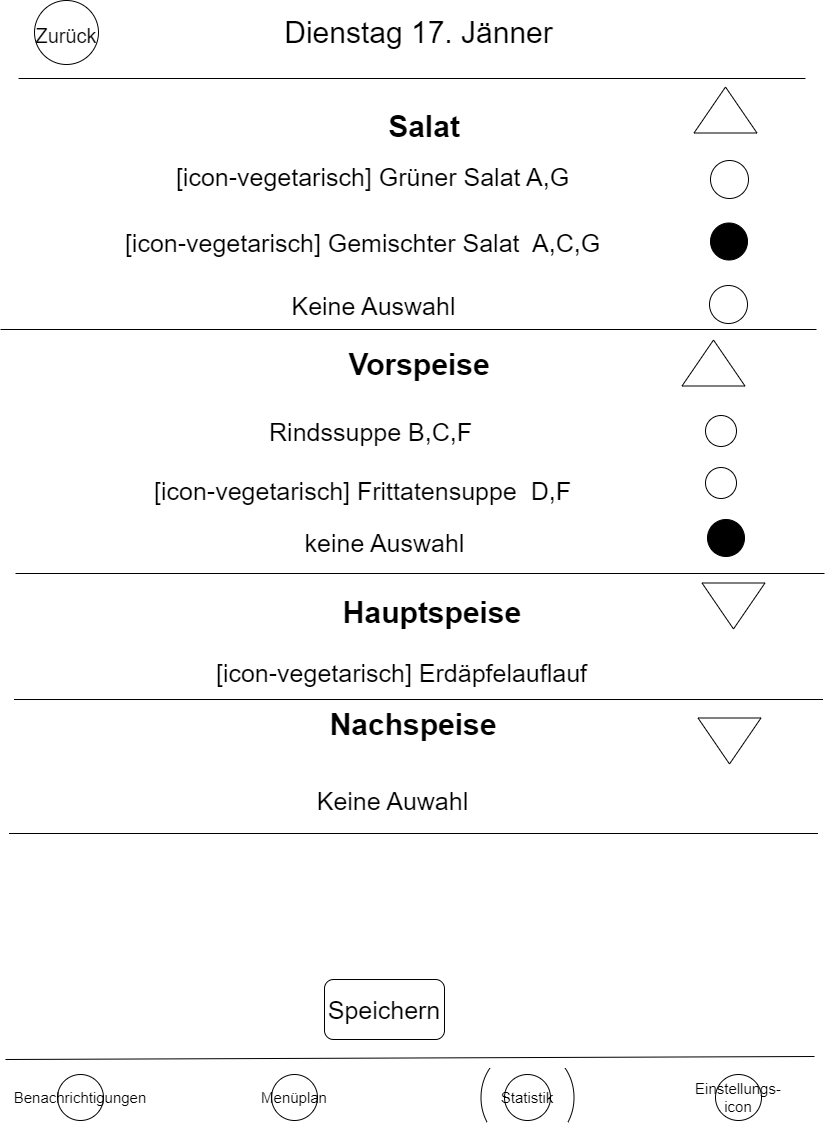 Zurück
Dienstag 17. Jänner
Salat
[icon-vegetarisch] Grüner Salat A,G
[icon-vegetarisch] Gemischter Salat  A,C,G
Keine Auswahl
Vorspeise
Rindssuppe B,C,F
[icon-vegetarisch] Frittatensuppe  D,F
keine Auswahl
Hauptspeise
[icon-vegetarisch] Erdäpfelauflauf
Nachspeise
Keine Auwahl
Speichern
Benachrichtigungen
Menüplan
Statistik
Einstellungs-
icon